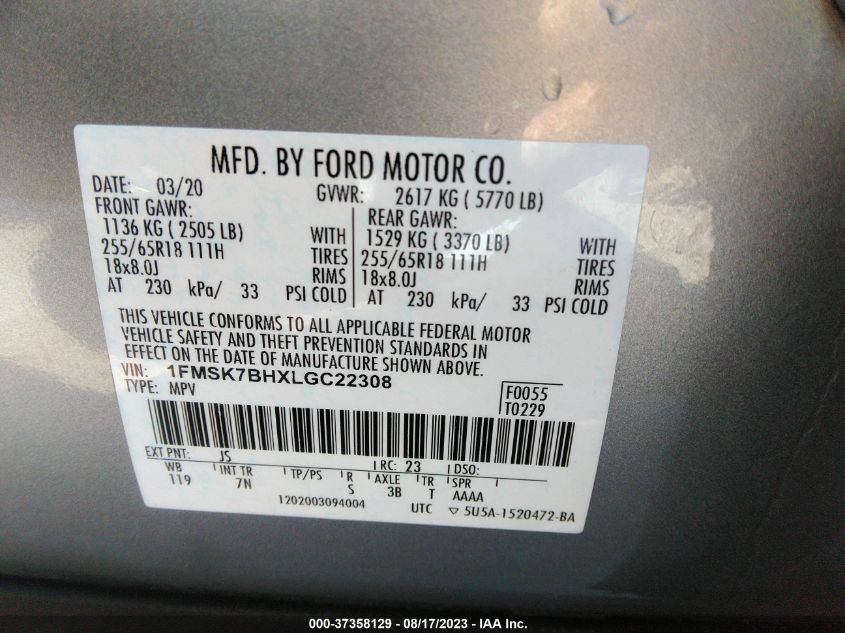 MFD. BY FORD MOTOR CO.
DATE: 03/20 GVWR: 2617 KG ( 5770 LB)
FRONT GAWR: REAR GAWR:
1136 KG ( 2505 LB) WITH 1529 KG ( 3370 LB) WITH
255/65R18 111H TIRES 255/65R18 111H TIRES
18x8.0J RIMS 18x8.0J RIMS
AT 230 kPa/ 33 PSI COLD AT 230 kPa/ 33 PSI COLD
THIS VEHICLE CONFORMS TO ALL APPLICABLE FEDERAL MOTOR
VEHICLE SAFETY AND THEFT PREVENTION STANDARDS IN
EFFECT ON THE DATE OF MANUFACTURE SHOWN ABOVE.
VIN: 1FMSK7BHXLGC22308
TYPE: MPV
F0055
T0229
EXT PNT: JS RC: 23 DSO:
WB INT TR TP/PS R AXLE TR SPR
119 7N S 3B T AAAA
1202003094004 UTC ▽ 5U5A-1520472-BA
000-37358129 - 08/17/2023 - IAA Inc.